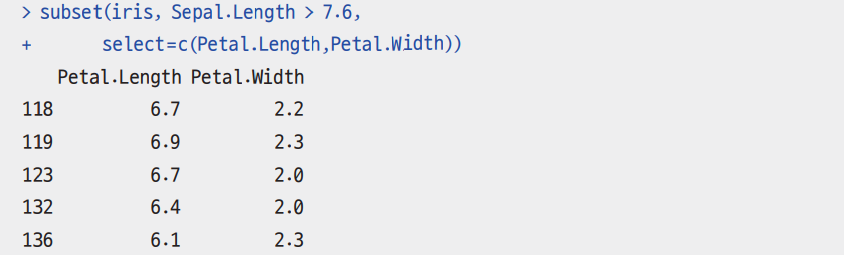 > subset(iris, Sepal.Length > 7.6,
+ select=c(Petal.Length,Petal.Width))
Petal.Length Petal.Width
118 6.7 2.2
119 6.9 2.3
123 6.7 2.0
132 6.4 2.0
136 6.1 2.3